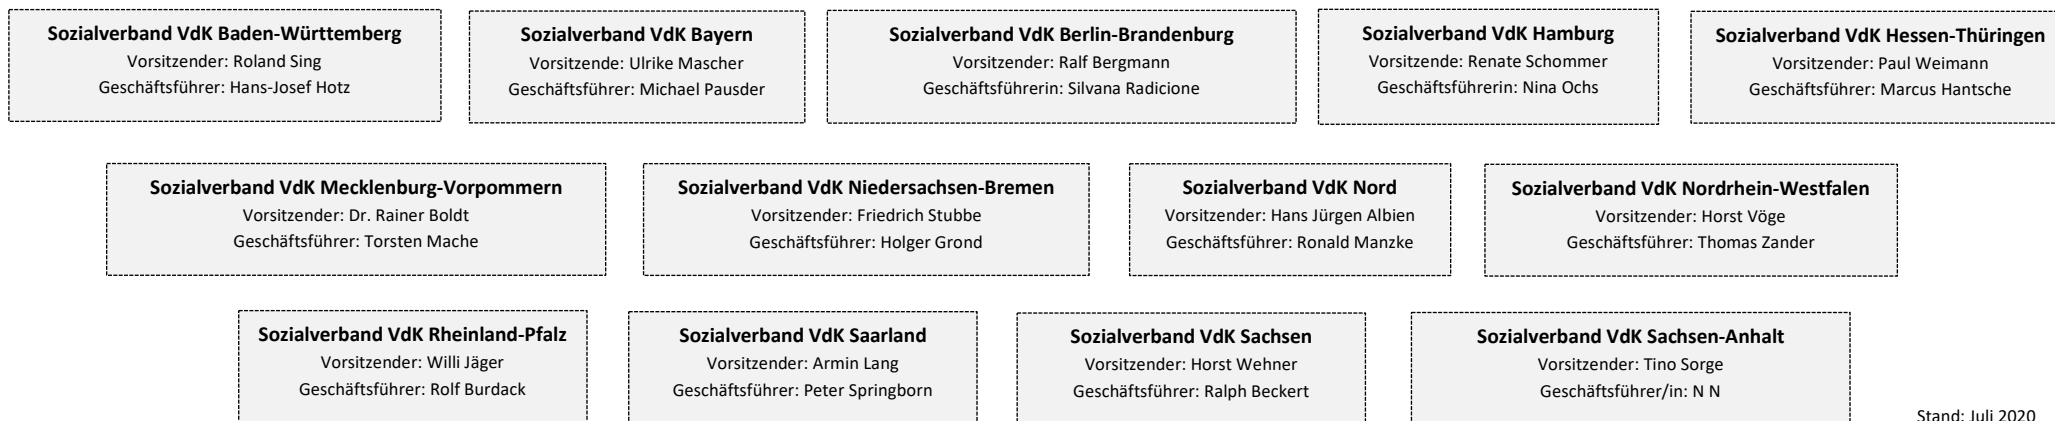 Sozialverband VdK Baden-Württemberg
Vorsitzender: Roland Sing
Geschäftsführer: Hans-Josef Hotz
Sozialverband VdK Bayern
Vorsitzende: Ulrike Mascher
Geschäftsführer: Michael Pausder
Sozialverband VdK Berlin-Brandenburg
Vorsitzender: Ralf Bergmann
Geschäftsführerin: Silvana Radicione
Sozialverband VdK Hamburg
Vorsitzende: Renate Schommer
Geschäftsführerin: Nina Ochs
Sozialverband VdK Hessen-Thüringen
Vorsitzender: Paul Weimann
Geschäftsführer: Marcus Hantsche
Sozialverband VdK Mecklenburg-Vorpommern
Vorsitzender: Dr. Rainer Boldt
Geschäftsführer: Torsten Mache
Sozialverband VdK Niedersachsen-Bremen
Vorsitzender: Friedrich Stubbe
Geschäftsführer: Holger Grond
Sozialverband VdK Nord
Vorsitzender: Hans Jürgen Albien
Geschäftsführer: Ronald Manzke
Sozialverband VdK Nordrhein-Westfalen
Vorsitzender: Horst Vöge
Geschäftsführer: Thomas Zander
Sozialverband VdK Rheinland-Pfalz
Vorsitzender: Willi Jäger
Geschäftsführer: Rolf Burdack
Sozialverband VdK Saarland
Vorsitzender: Armin Lang
Geschäftsführer: Peter Springborn
Sozialverband VdK Sachsen
Vorsitzender: Horst Wehner
Geschäftsführer: Ralph Beckert
Sozialverband VdK Sachsen-Anhalt
Vorsitzender: Tino Sorge
Geschäftsführer/in: N N
Stand: Juli 2020